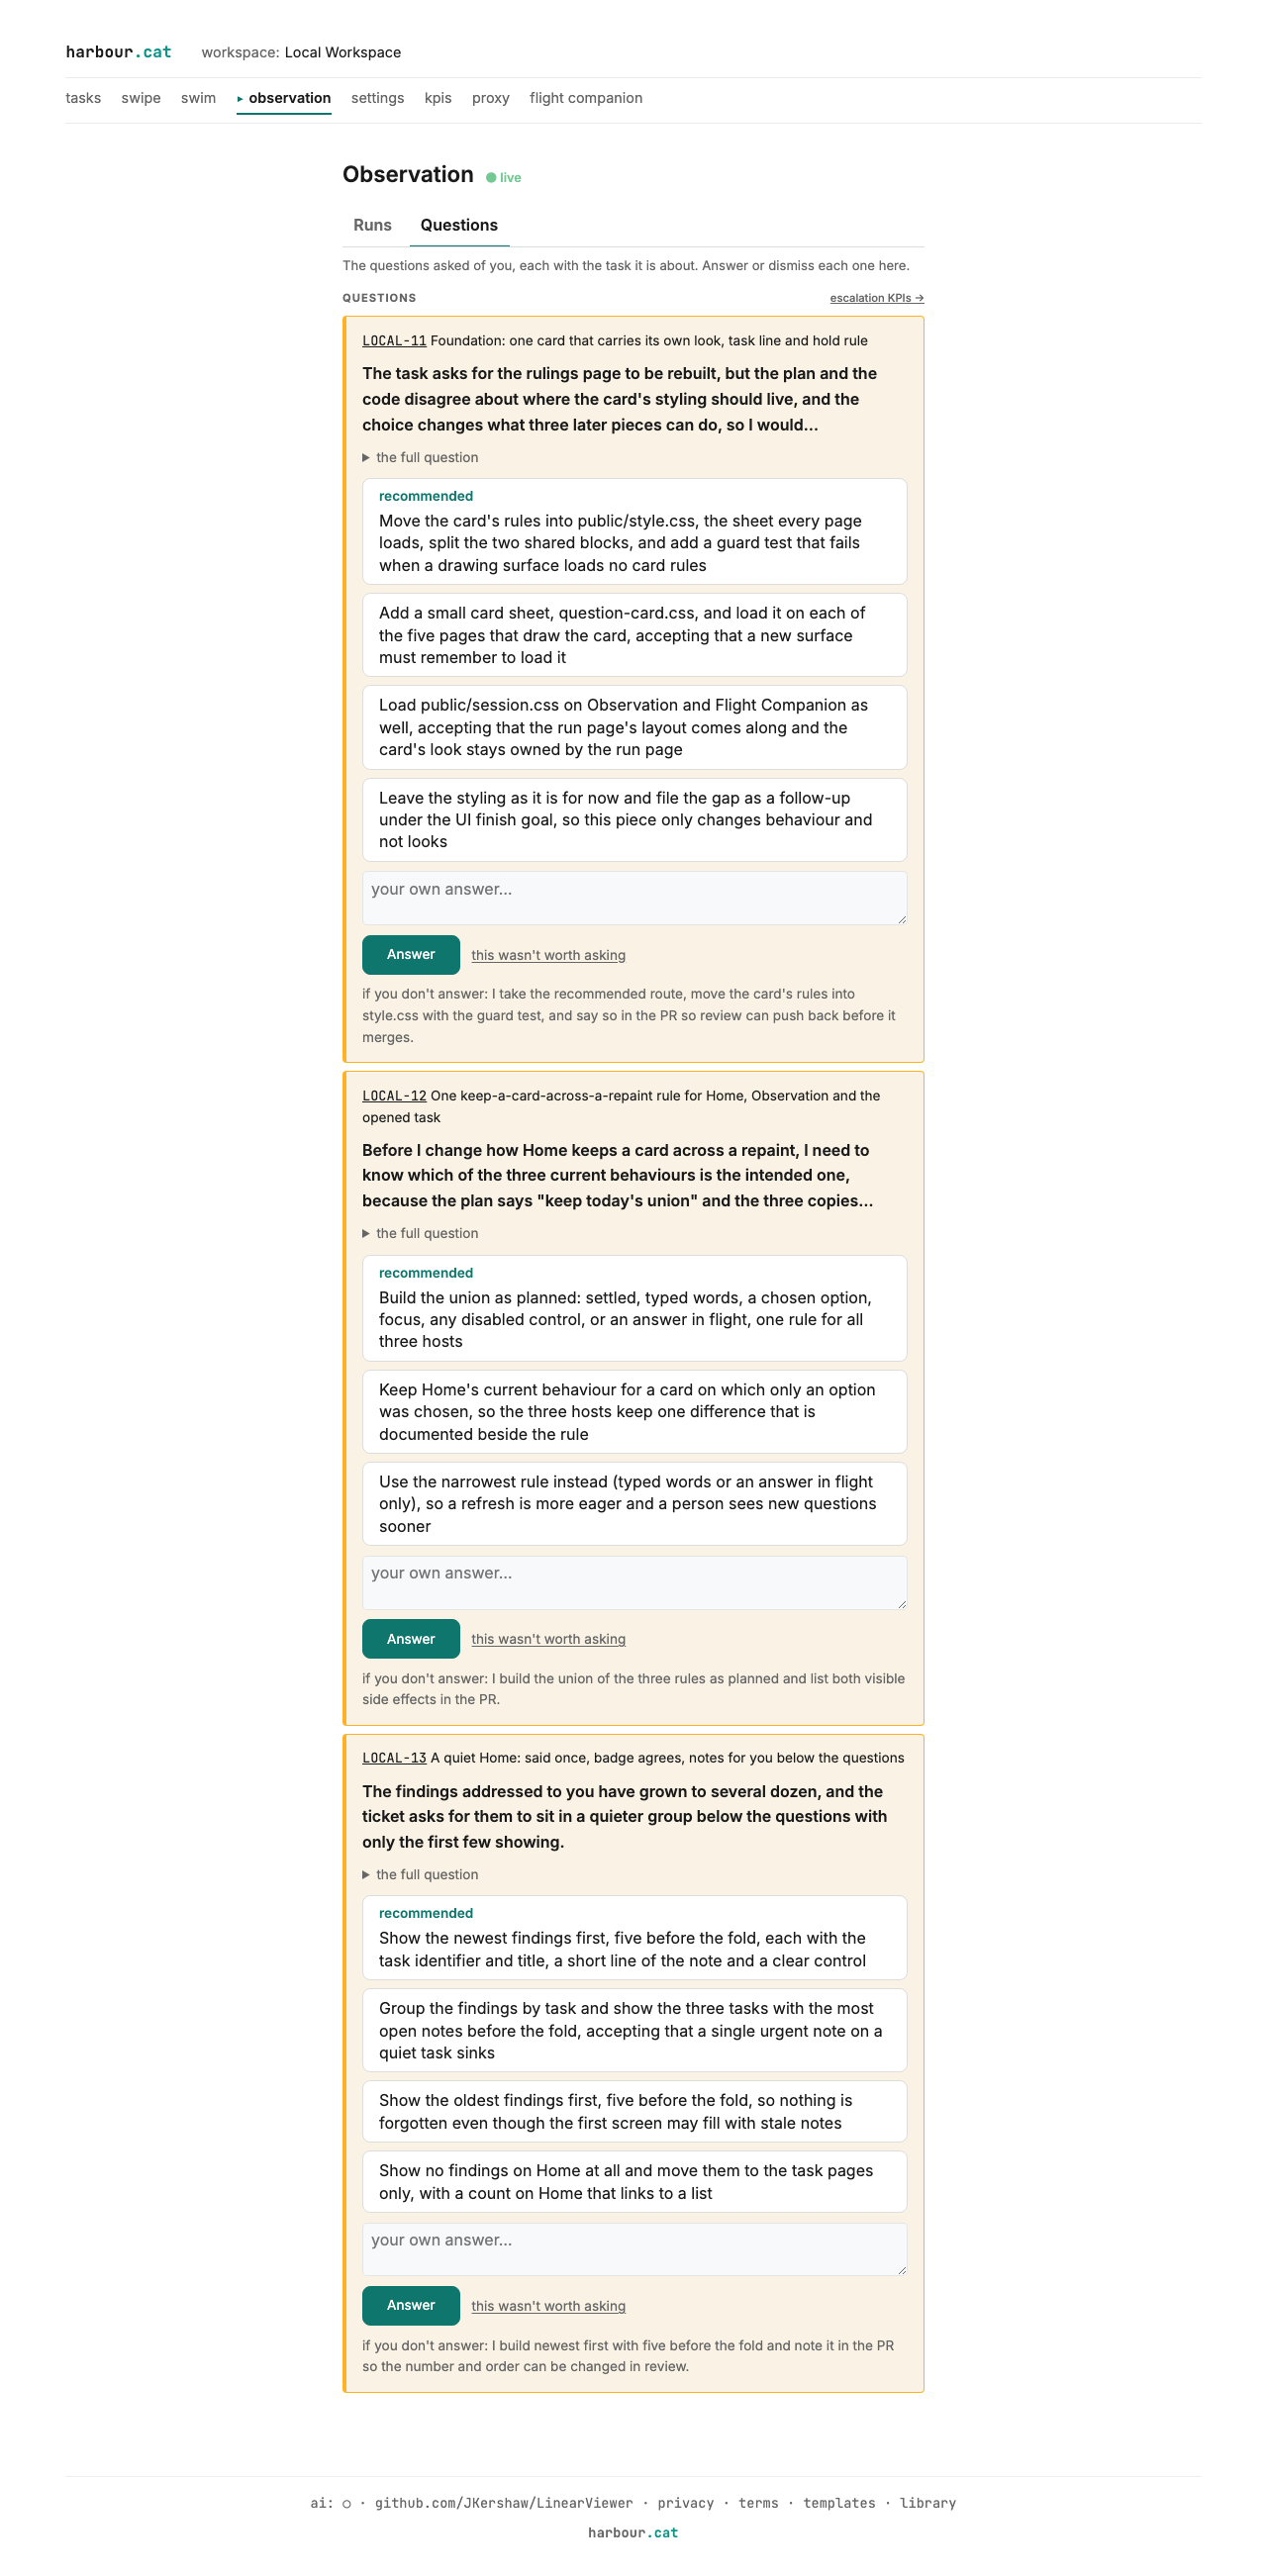 harbour.cat workspace: Local Workspace
tasks swipe swim ▸ observation settings kpis proxy flight companion
Observation ● live
Runs Questions
The questions asked of you, each with the task it is about. Answer or dismiss each one here.
QUESTIONS escalation KPIs →
LOCAL-11 Foundation: one card that carries its own look, task line and hold rule
The task asks for the rulings page to be rebuilt, but the plan and the
code disagree about where the card's styling should live, and the
choice changes what three later pieces can do, so I would…
▶ the full question
recommended
Move the card's rules into public/style.css, the sheet every page
loads, split the two shared blocks, and add a guard test that fails
when a drawing surface loads no card rules
Add a small card sheet, question-card.css, and load it on each of
the five pages that draw the card, accepting that a new surface
must remember to load it
Load public/session.css on Observation and Flight Companion as
well, accepting that the run page's layout comes along and the
card's look stays owned by the run page
Leave the styling as it is for now and file the gap as a follow-up
under the UI finish goal, so this piece only changes behaviour and
not looks
your own answer…
Answer this wasn't worth asking
if you don't answer: I take the recommended route, move the card's rules into
style.css with the guard test, and say so in the PR so review can push back before it
merges.
LOCAL-12 One keep-a-card-across-a-repaint rule for Home, Observation and the
opened task
Before I change how Home keeps a card across a repaint, I need to
know which of the three current behaviours is the intended one,
because the plan says "keep today's union" and the three copies…
▶ the full question
recommended
Build the union as planned: settled, typed words, a chosen option,
focus, any disabled control, or an answer in flight, one rule for all
three hosts
Keep Home's current behaviour for a card on which only an option
was chosen, so the three hosts keep one difference that is
documented beside the rule
Use the narrowest rule instead (typed words or an answer in flight
only), so a refresh is more eager and a person sees new questions
sooner
your own answer…
Answer this wasn't worth asking
if you don't answer: I build the union of the three rules as planned and list both visible
side effects in the PR.
LOCAL-13 A quiet Home: said once, badge agrees, notes for you below the questions
The findings addressed to you have grown to several dozen, and the
ticket asks for them to sit in a quieter group below the questions with
only the first few showing.
▶ the full question
recommended
Show the newest findings first, five before the fold, each with the
task identifier and title, a short line of the note and a clear control
Group the findings by task and show the three tasks with the most
open notes before the fold, accepting that a single urgent note on a
quiet task sinks
Show the oldest findings first, five before the fold, so nothing is
forgotten even though the first screen may fill with stale notes
Show no findings on Home at all and move them to the task pages
only, with a count on Home that links to a list
your own answer…
Answer this wasn't worth asking
if you don't answer: I build newest first with five before the fold and note it in the PR
so the number and order can be changed in review.
ai: ○ · github.com/JKershaw/LinearViewer · privacy · terms · templates · library
harbour.cat